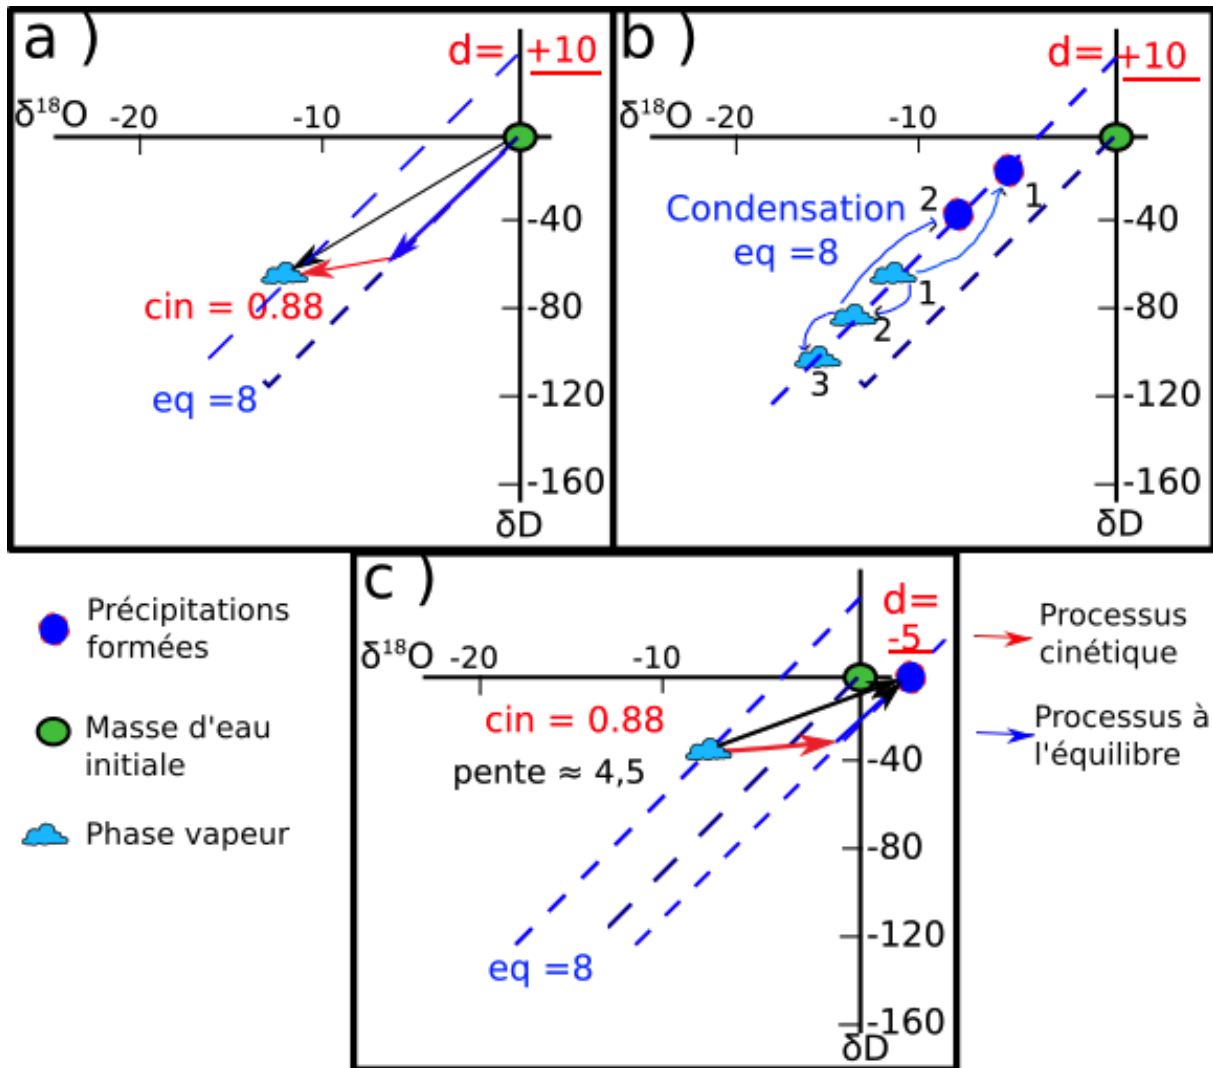 a )
d= +10
δ18O -20 -10
cin = 0.88
eq =8
-40
-80
-120
-160
δD
b )
d= +10
δ18O -20 -10
Condensation
eq =8
2
1
1
2
3
-40
-80
-120
-160
δD
c )
d=
-5
δ18O -20 -10
cin = 0.88
pente ≈ 4,5
eq =8
-40
-80
-120
-160
δD
Précipitations
formées
Masse d'eau
initiale
Phase vapeur
Processus
cinétique
Processus à
l'équilibre